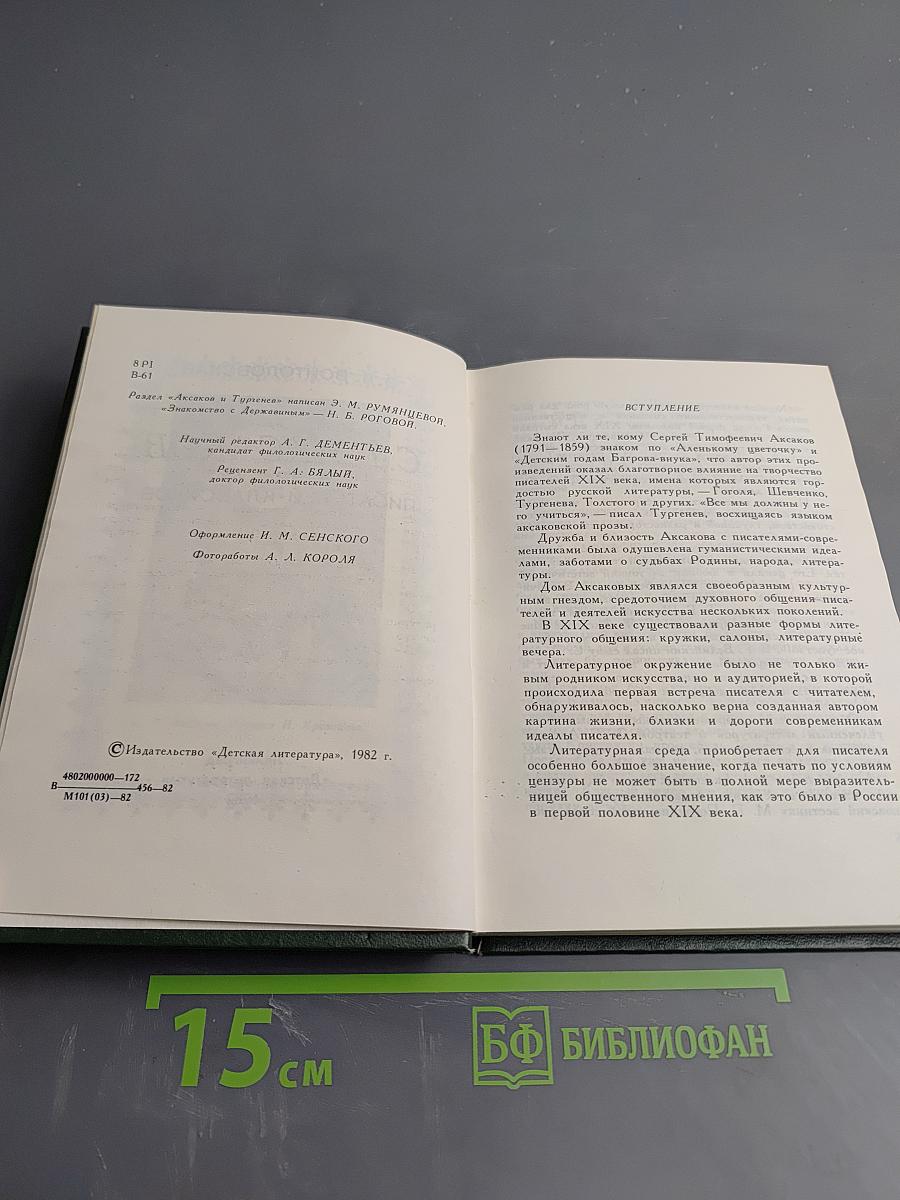 8 Р1
В-61
Раздел «Аксаков и Тургенев» написан Э. М. РУМЯНЦЕВОЙ,
«Знакомство с Державиным» — Н. Б. РОГОВОЙ.
Научный редактор А. Г. ДЕМЕНТЬЕВ,
кандидат филологических наук
Рецензент Г. А. БЯЛЫЙ,
доктор филологических наук
Оформление И. М. СЕНСКОГО
Фотоработы А. Л. КОРОЛЯ
©Издательство «Детская литература», 1982 г.
4802000000—172
В 456—82
М101(03)—82
ВСТУПЛЕНИЕ
Знают ли те, кому Сергей Тимофеевич Аксаков
(1791—1859) знаком по «Аленькому цветочку» и
«Детским годам Багрова-внука», что автор этих про-
изведений оказал благотворное влияние на творчество
писателей XIX века, имена которых являются гор-
достью русской литературы, — Гоголя, Шевченко,
Тургенева, Толстого и других. «Все мы должны у не-
го учиться», — писал Тургенев, восхищаясь языком
аксаковской прозы.
Дружба и близость Аксакова с писателями-совре-
менниками была одушевлена гуманистическими идеа-
лами, заботами о судьбах Родины, народа, литера-
туры.
Дом Аксаковых являлся своеобразным культур-
ным гнездом, средоточием духовного общения писа-
телей и деятелей искусства нескольких поколений.
В XIX веке существовали разные формы лите-
ратурного общения: кружки, салоны, литературные
вечера.
Литературное окружение было не только жи-
вым родником искусства, но и аудиторией, в которой
происходила первая встреча писателя с читателем,
обнаруживалось, насколько верна созданная автором
картина жизни, близки и дороги современникам
идеалы писателя.
Литературная среда приобретает для писателя
особенно большое значение, когда печать по условиям
цензуры не может быть в полной мере выразитель-
ницей общественного мнения, как это было в России
в первой половине XIX века.
15 см
БФ БИБЛИОФАН